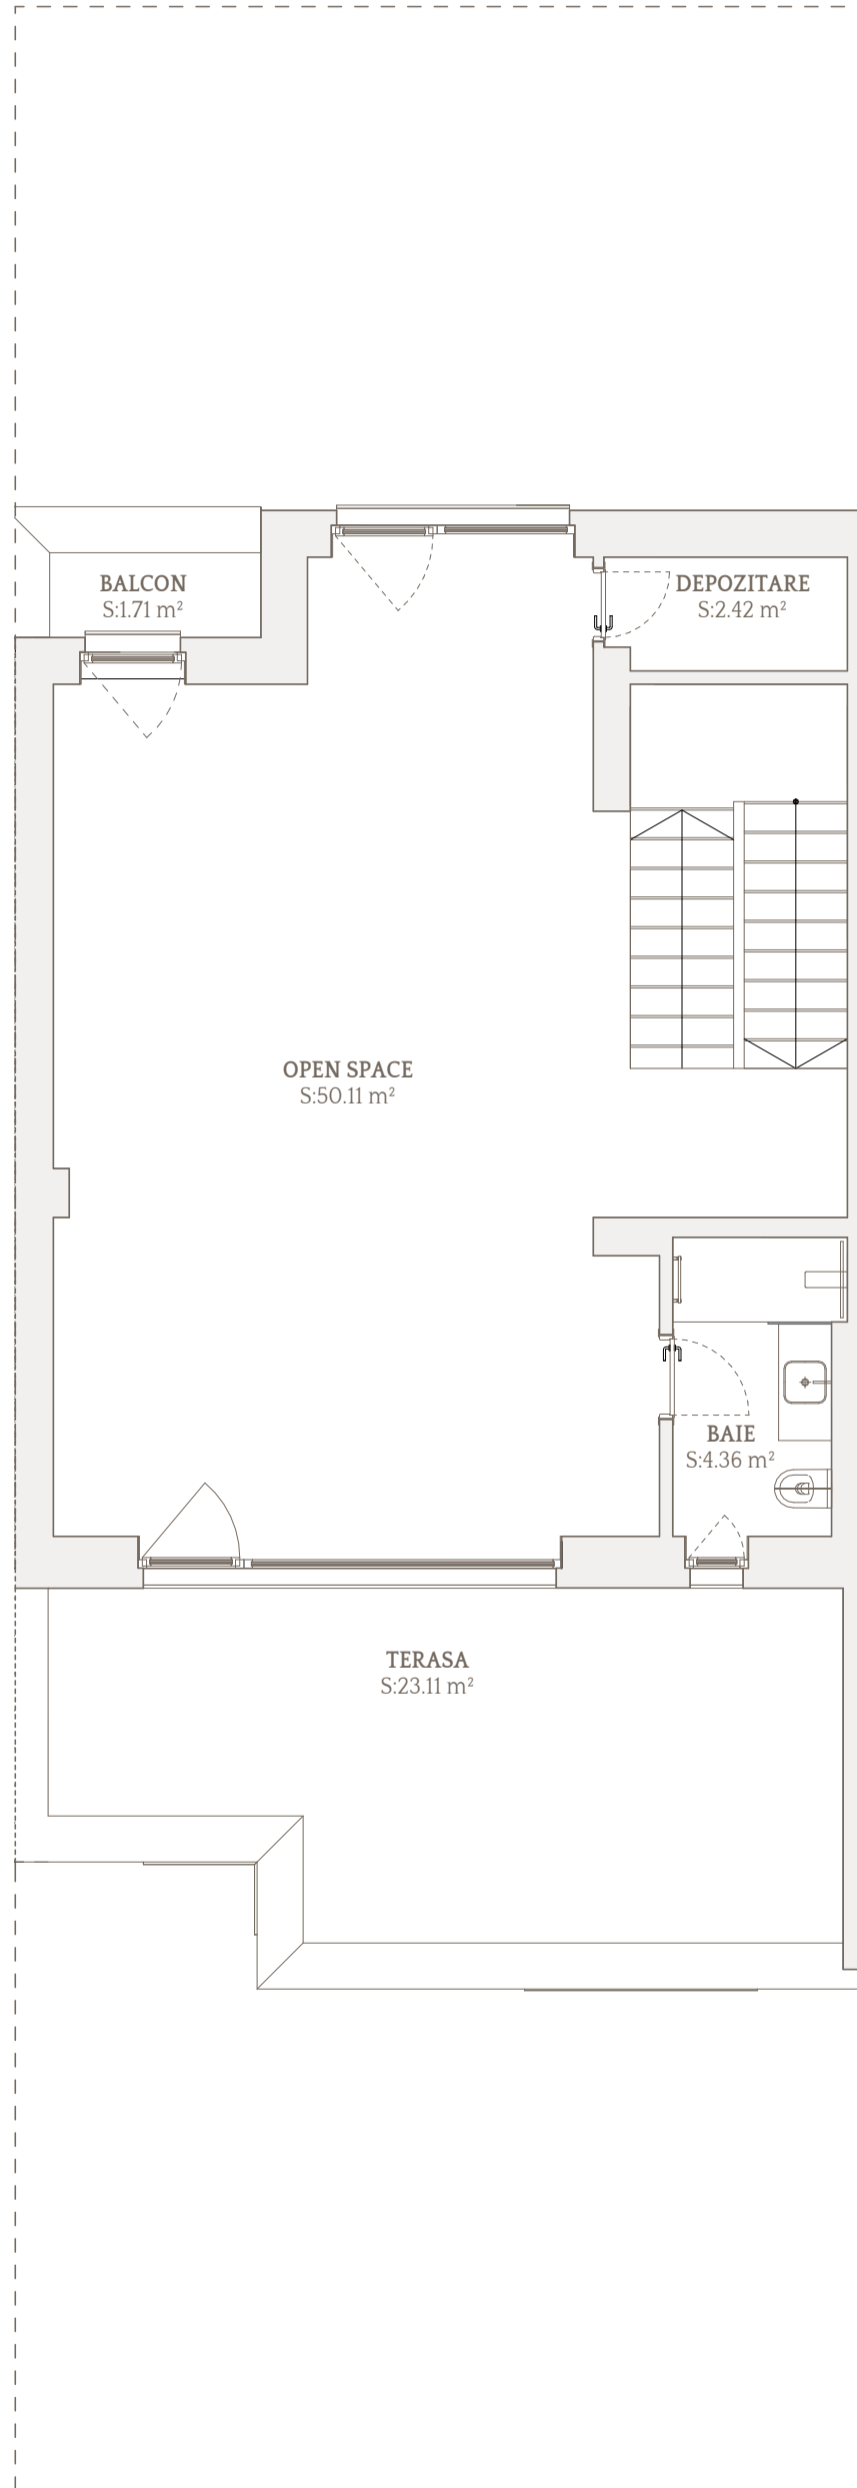 BALCON
S:1.71 m²
DEPOZITARE
S:2.42 m²
OPEN SPACE
S:50.11 m²
BAIE
S:4.36 m²
TERASA
S:23.11 m²